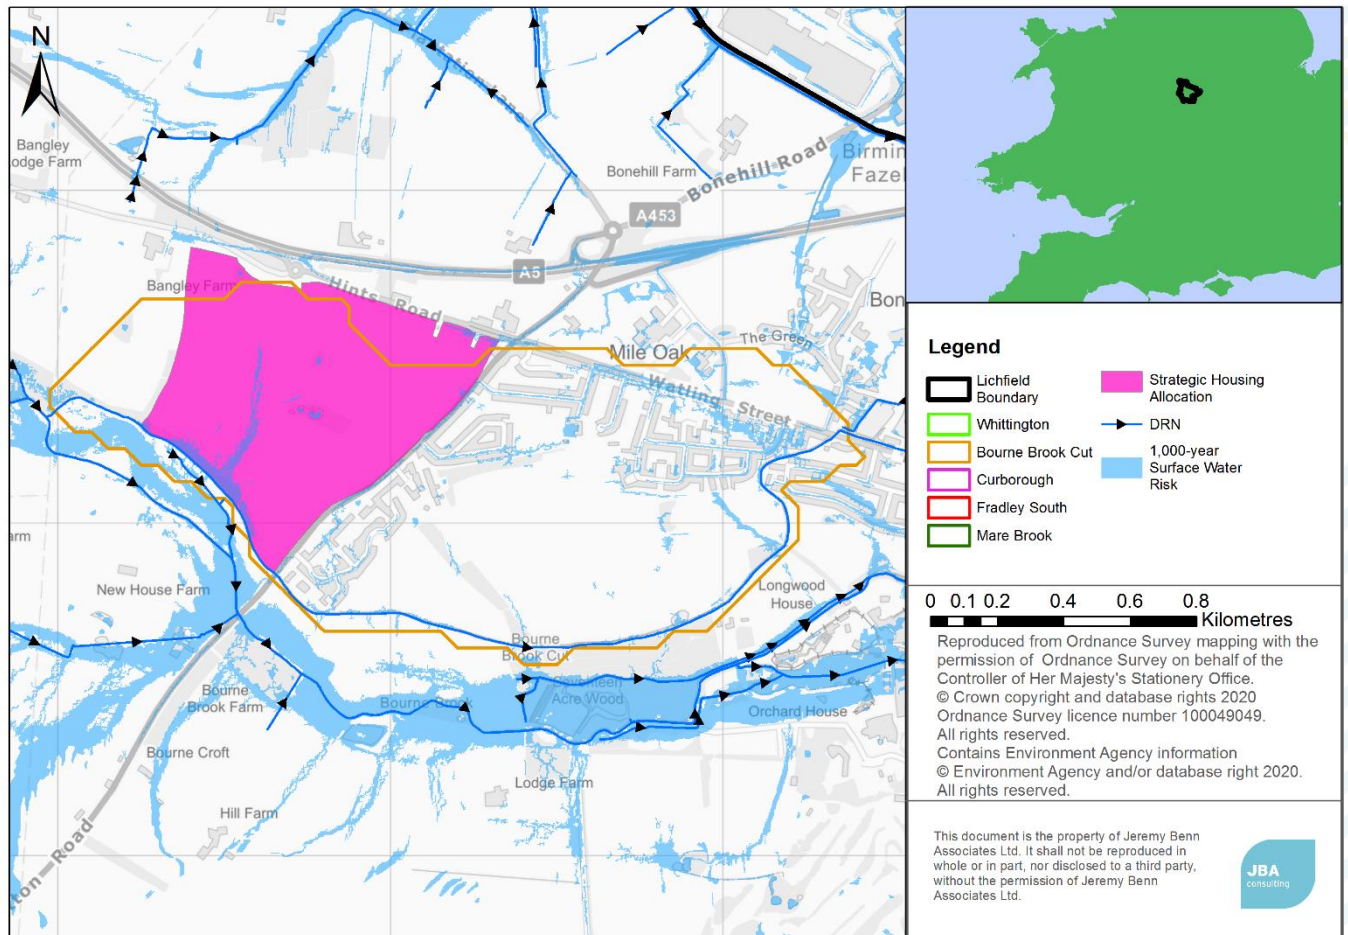 N
Bangley
odge Farm
Bonehill Farm
Bonehill Road
Birmin
Fazel
A453
A5
Bangley Farm
Hints Road
Bon
Mile Oak
The Green
Watling Street
arm
New House Farm
Longwood
House
Bourne
Brook Cut
Bourne
Brook Farm
Bourne Brook
Seventeen
Acre Wood
Orchard House
Bourne Croft
Lodge Farm
Hill Farm
ton Road
Legend
Lichfield
Boundary
Whittington
Bourne Brook Cut
Curborough
Fradley South
Mare Brook
Strategic Housing
Allocation
DRN
1,000-year
Surface Water
Risk
0 0.1 0.2 0.4 0.6 0.8
Kilometres
Reproduced from Ordnance Survey mapping with the
permission of Ordnance Survey on behalf of the
Controller of Her Majesty's Stationery Office.
© Crown copyright and database rights 2020
Ordnance Survey licence number 100049049.
All rights reserved.
Contains Environment Agency information
© Environment Agency and/or database right 2020.
All rights reserved.
This document is the property of Jeremy Benn
Associates Ltd. It shall not be reproduced in
whole or in part, nor disclosed to a third party,
without the permission of Jeremy Benn
Associates Ltd.
JBA
consulting